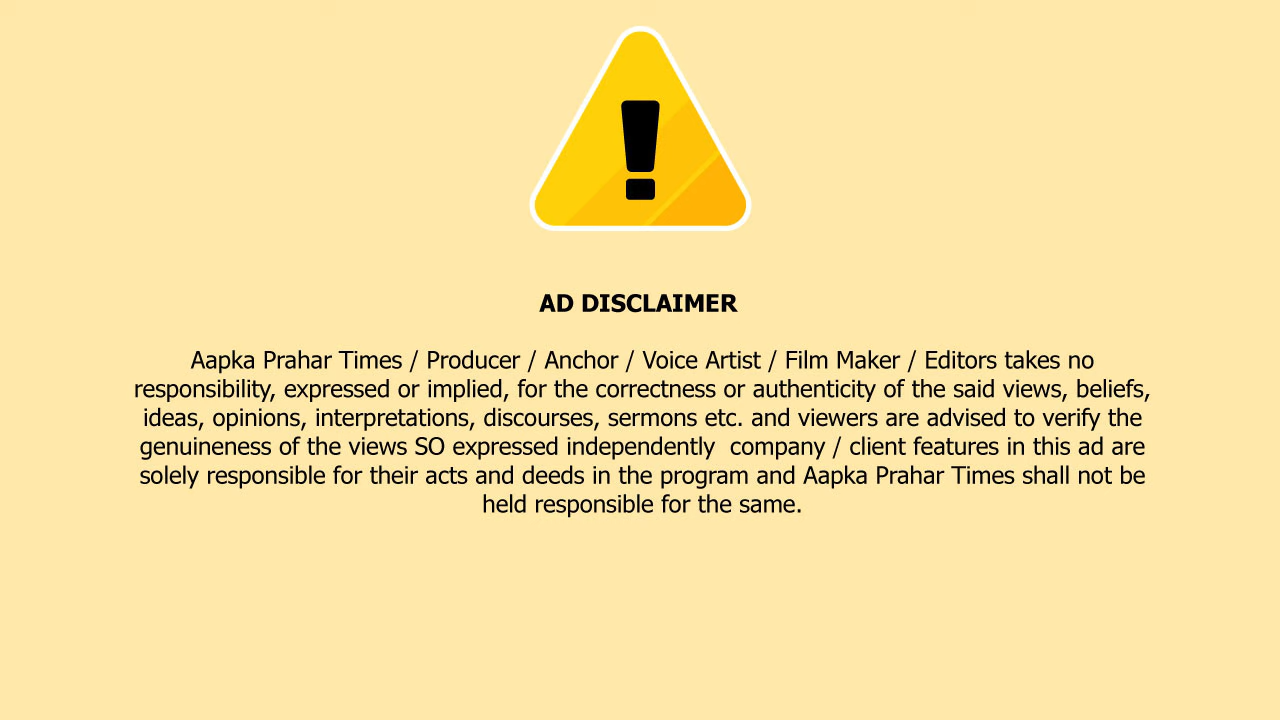 AD DISCLAIMER
Aapka Prahar Times / Producer / Anchor / Voice Artist / Film Maker / Editors takes no
responsibility, expressed or implied, for the correctness or authenticity of the said views, beliefs,
ideas, opinions, interpretations, discourses, sermons etc. and viewers are advised to verify the
genuineness of the views SO expressed independently  company / client features in this ad are
solely responsible for their acts and deeds in the program and Aapka Prahar Times shall not be
held responsible for the same.